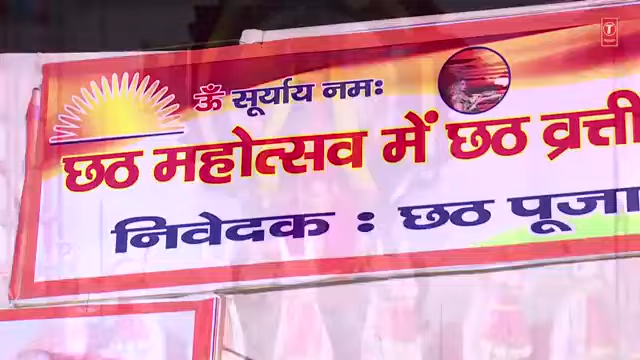 ॐ सूर्याय नमः
छठ महोत्सव में छठ व्रती
निवेदक : छठ पूजा